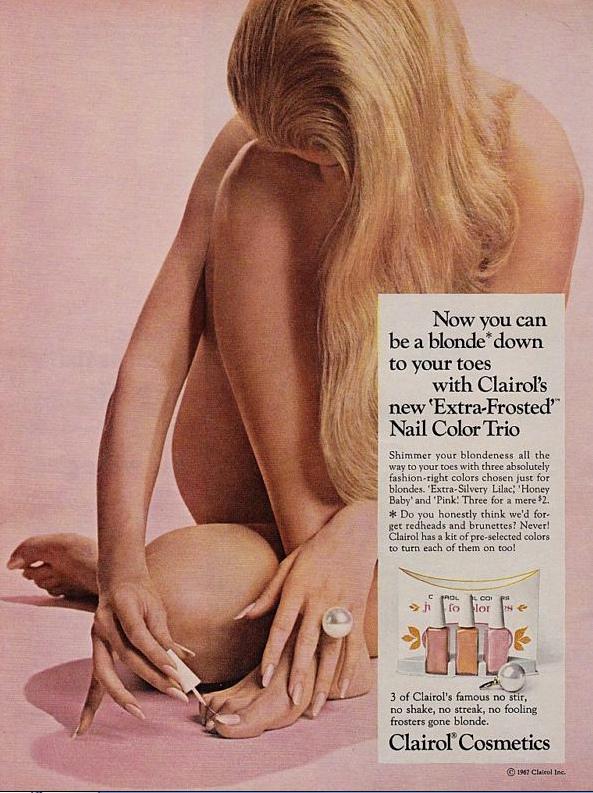 Now you can
be a blonde* down
to your toes
with Clairol's
new 'Extra-Frosted'™
Nail Color Trio
Shimmer your blondeness all the
way to your toes with three absolutely
fashion-right colors chosen just for
blondes. 'Extra-Silvery Lilac,' 'Honey
Baby' and 'Pink.' Three for a mere $2.
* Do you honestly think we'd for-
get redheads and brunettes? Never!
Clairol has a kit of pre-selected colors
to turn each of them on too!
3 of Clairol's famous no stir,
no shake, no streak, no fooling
frosters gone blonde.
Clairol® Cosmetics
© 1967 Clairol Inc.